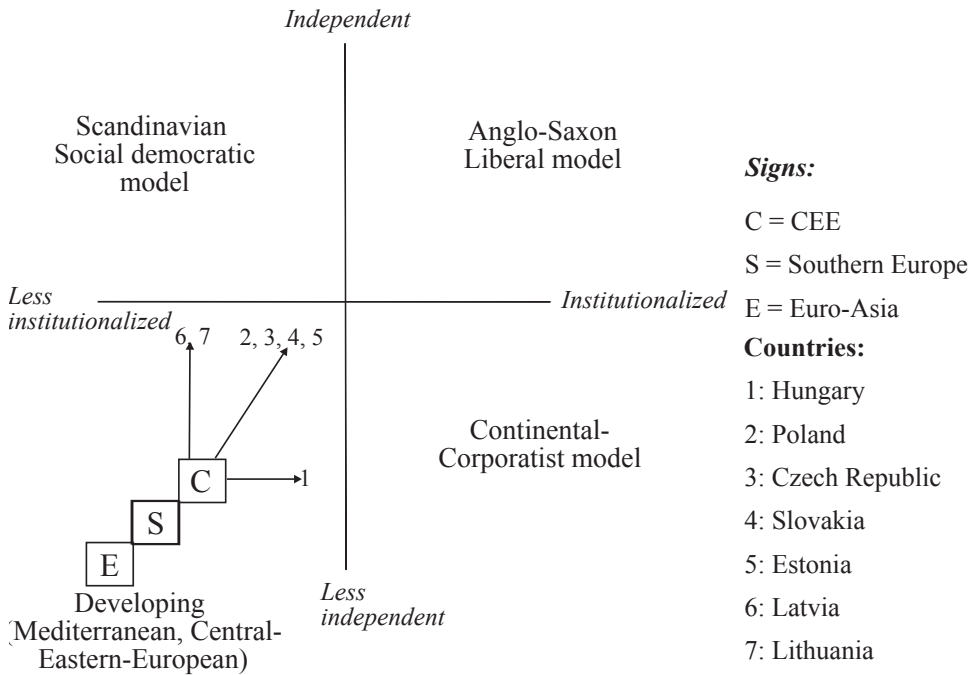 Independent
Scandinavian
Social democratic
model
Anglo-Saxon
Liberal model
Less
institutionalized
Institutionalized
6, 7
2, 3, 4, 5
C
1
S
E
Developing
(Mediterranean, Central-
Eastern-European)
Continental-
Corporatist model
Less
independent
Signs:
C = CEE
S = Southern Europe
E = Euro-Asia
Countries:
1: Hungary
2: Poland
3: Czech Republic
4: Slovakia
5: Estonia
6: Latvia
7: Lithuania